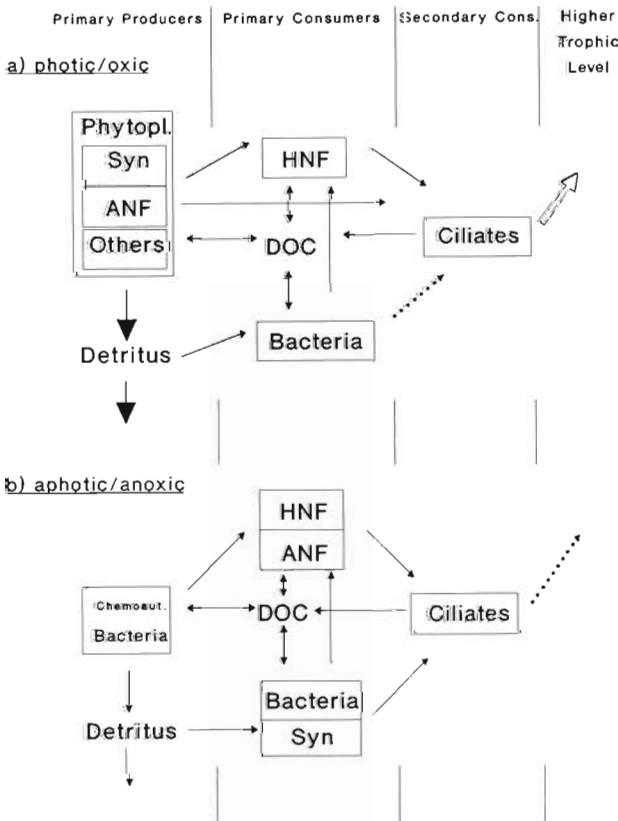 Primary Producers
Primary Consumers
Secondary Cons.
Higher
Trophic
Level
a) photic/oxic
Phytopl.
Syn
ANF
Others
HNF
DOC
Ciliates
Bacteria
Detritus
b) aphotic/anoxic
HNF
ANF
Chemoaut.
Bacteria
DOC
Ciliates
Bacteria
Syn
Detritus